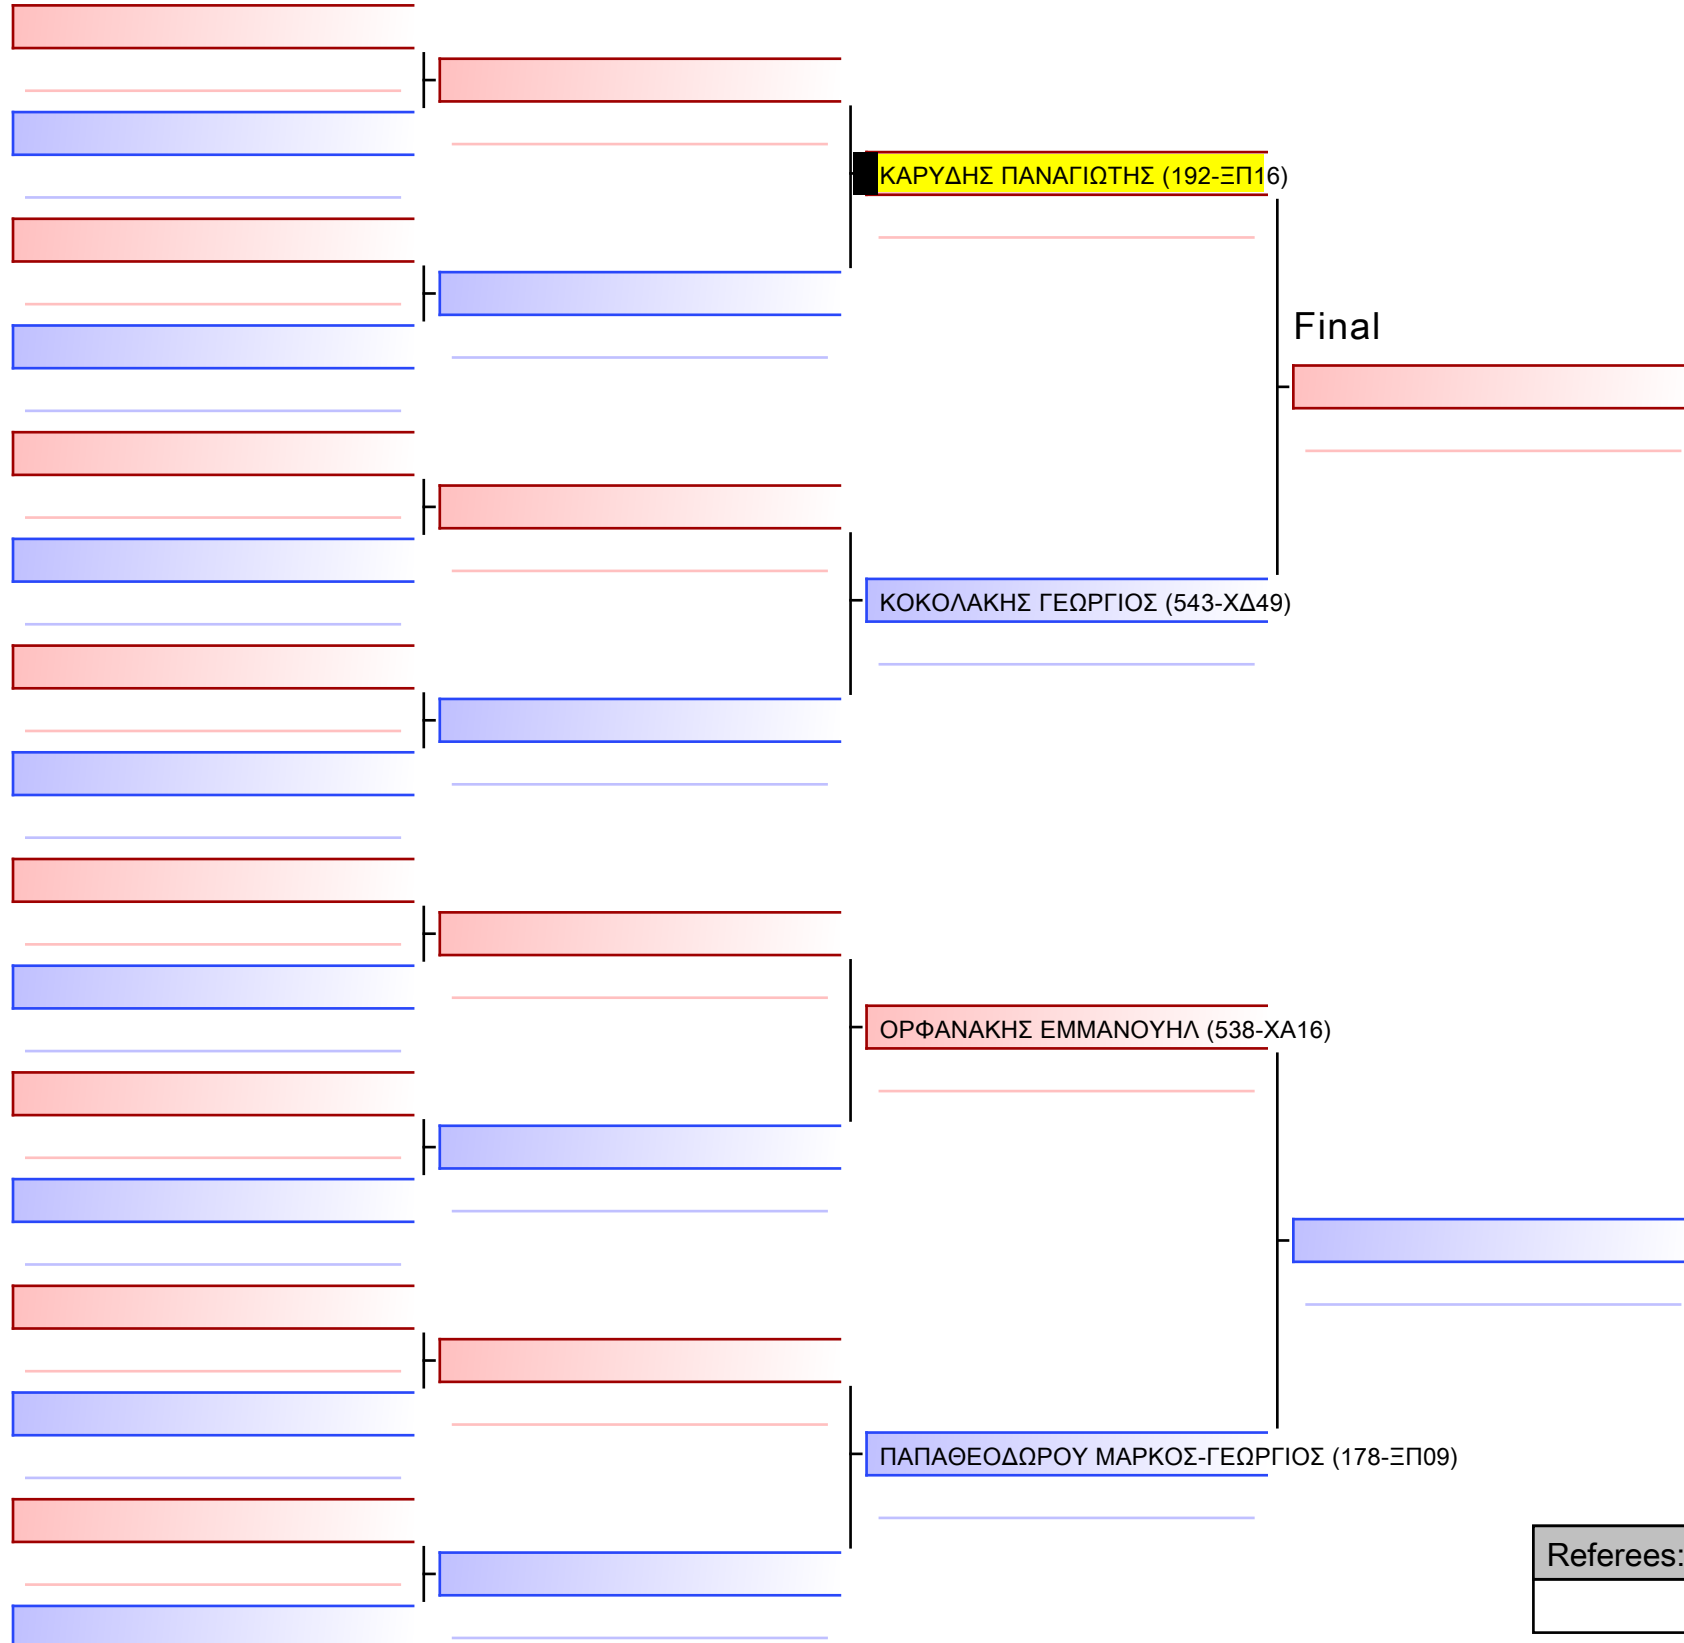 ΚΑΡΥΔΗΣ ΠΑΝΑΓΙΩΤΗΣ (192-ΞΠ16)
Final
ΚΟΚΟΛΑΚΗΣ ΓΕΩΡΓΙΟΣ (543-ΧΔ49)
ΟΡΦΑΝΑΚΗΣ ΕΜΜΑΝΟΥΗΛ (538-ΧΑ16)
ΠΑΠΑΘΕΟΔΩΡΟΥ ΜΑΡΚΟΣ-ΓΕΩΡΓΙΟΣ (178-ΞΠ09)
Referees: